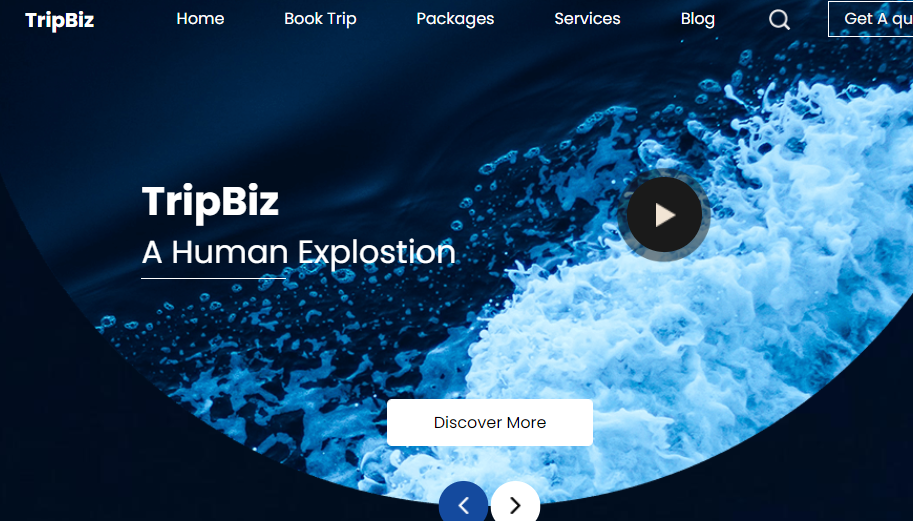 TripBiz Home Book Trip Packages Services Blog Get A qu
TripBiz
A Human Explostion
Discover More